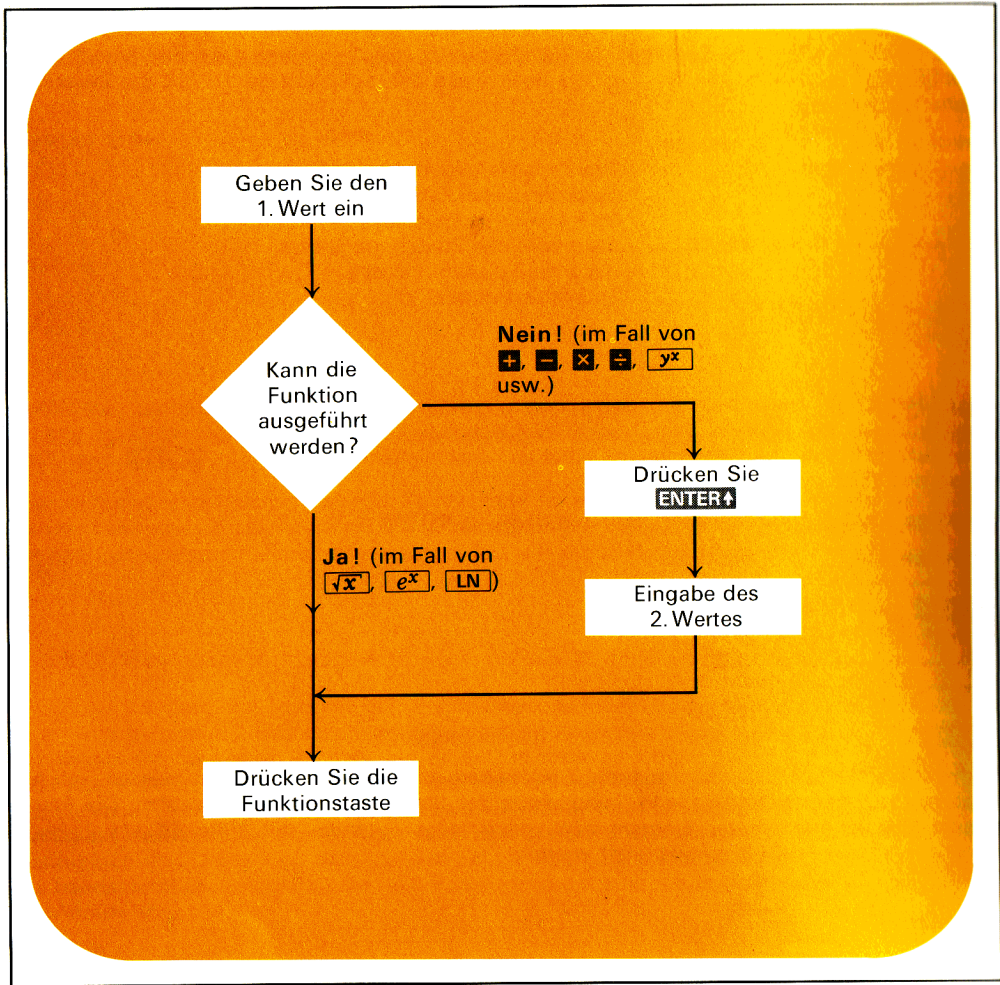 Geben Sie den
1. Wert ein
Kann die
Funktion
ausgeführt
werden?
Nein! (im Fall von
+, −, ×, ÷, yˣ
usw.)
Drücken Sie
ENTER↑
Ja! (im Fall von
√x, eˣ, LN)
Eingabe des
2. Wertes
Drücken Sie die
Funktionstaste